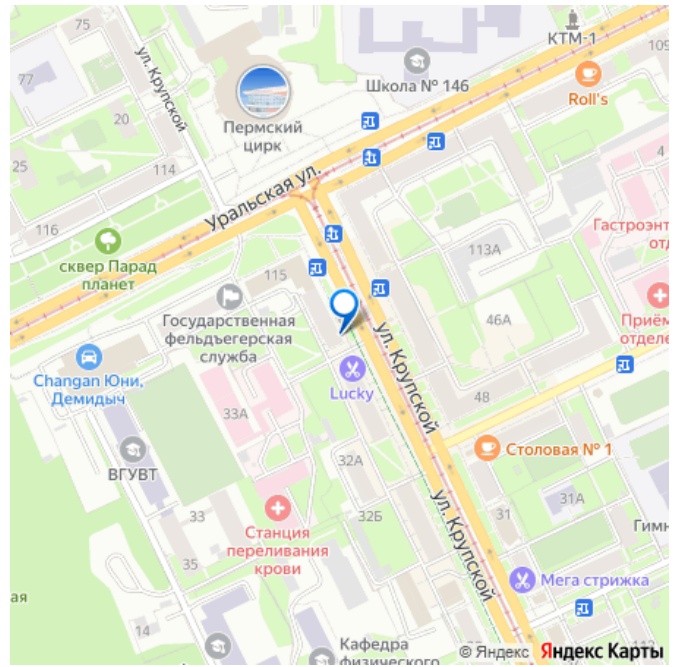 КТМ-1
109
77
ул. Крупской
Школа № 146
Roll's
20
Пермский
цирк
25
114
4
Уральская ул.
116
Гастроэнт
от
113А
сквер Парад
планет
115
Государственная
фельдъегерская
служба
46А
Приём
отделе
ул. Крупской
Changan Юни,
Демидыч
Lucky
48
33А
Столовая № 1
ВГУВТ
32А
31А
33
32Б
31
ул. Крупской
Гимн
Станция
переливания
крови
35
Мега стрижка
ая
14
Кафедра
физического
© Яндекс Яндекс Карты